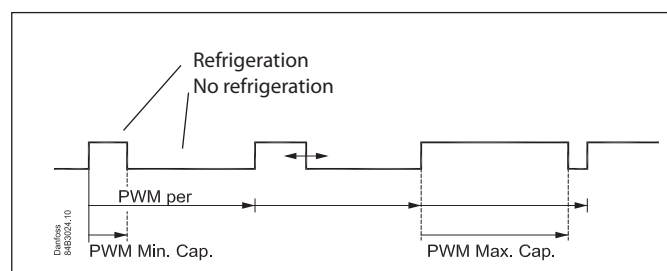 Refrigeration
No refrigeration
PWM per
PWM Min. Cap.
PWM Max. Cap.
Danfoss
84B3024.10